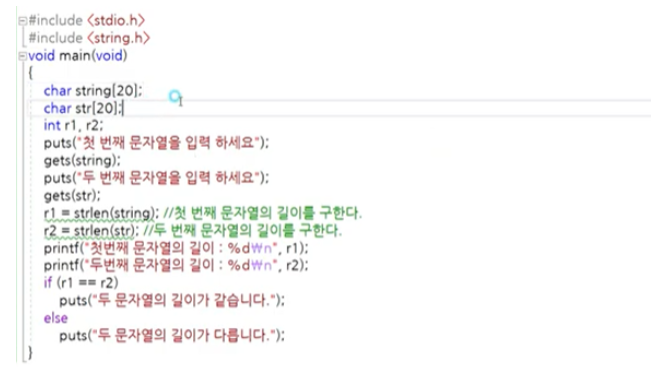 #include <stdio.h>
#include <string.h>
void main(void)
{
char string[20];
char str[20];
int r1, r2;
puts("첫 번째 문자열을 입력 하세요");
gets(string);
puts("두 번째 문자열을 입력 하세요");
gets(str);
r1 = strlen(string); //첫 번째 문자열의 길이를 구한다.
r2 = strlen(str); //두 번째 문자열의 길이를 구한다.
printf("첫번째 문자열의 길이 : %d₩n", r1);
printf("두번째 문자열의 길이 : %d₩n", r2);
if (r1 == r2)
puts("두 문자열의 길이가 같습니다.");
else
puts("두 문자열의 길이가 다릅니다.");
}